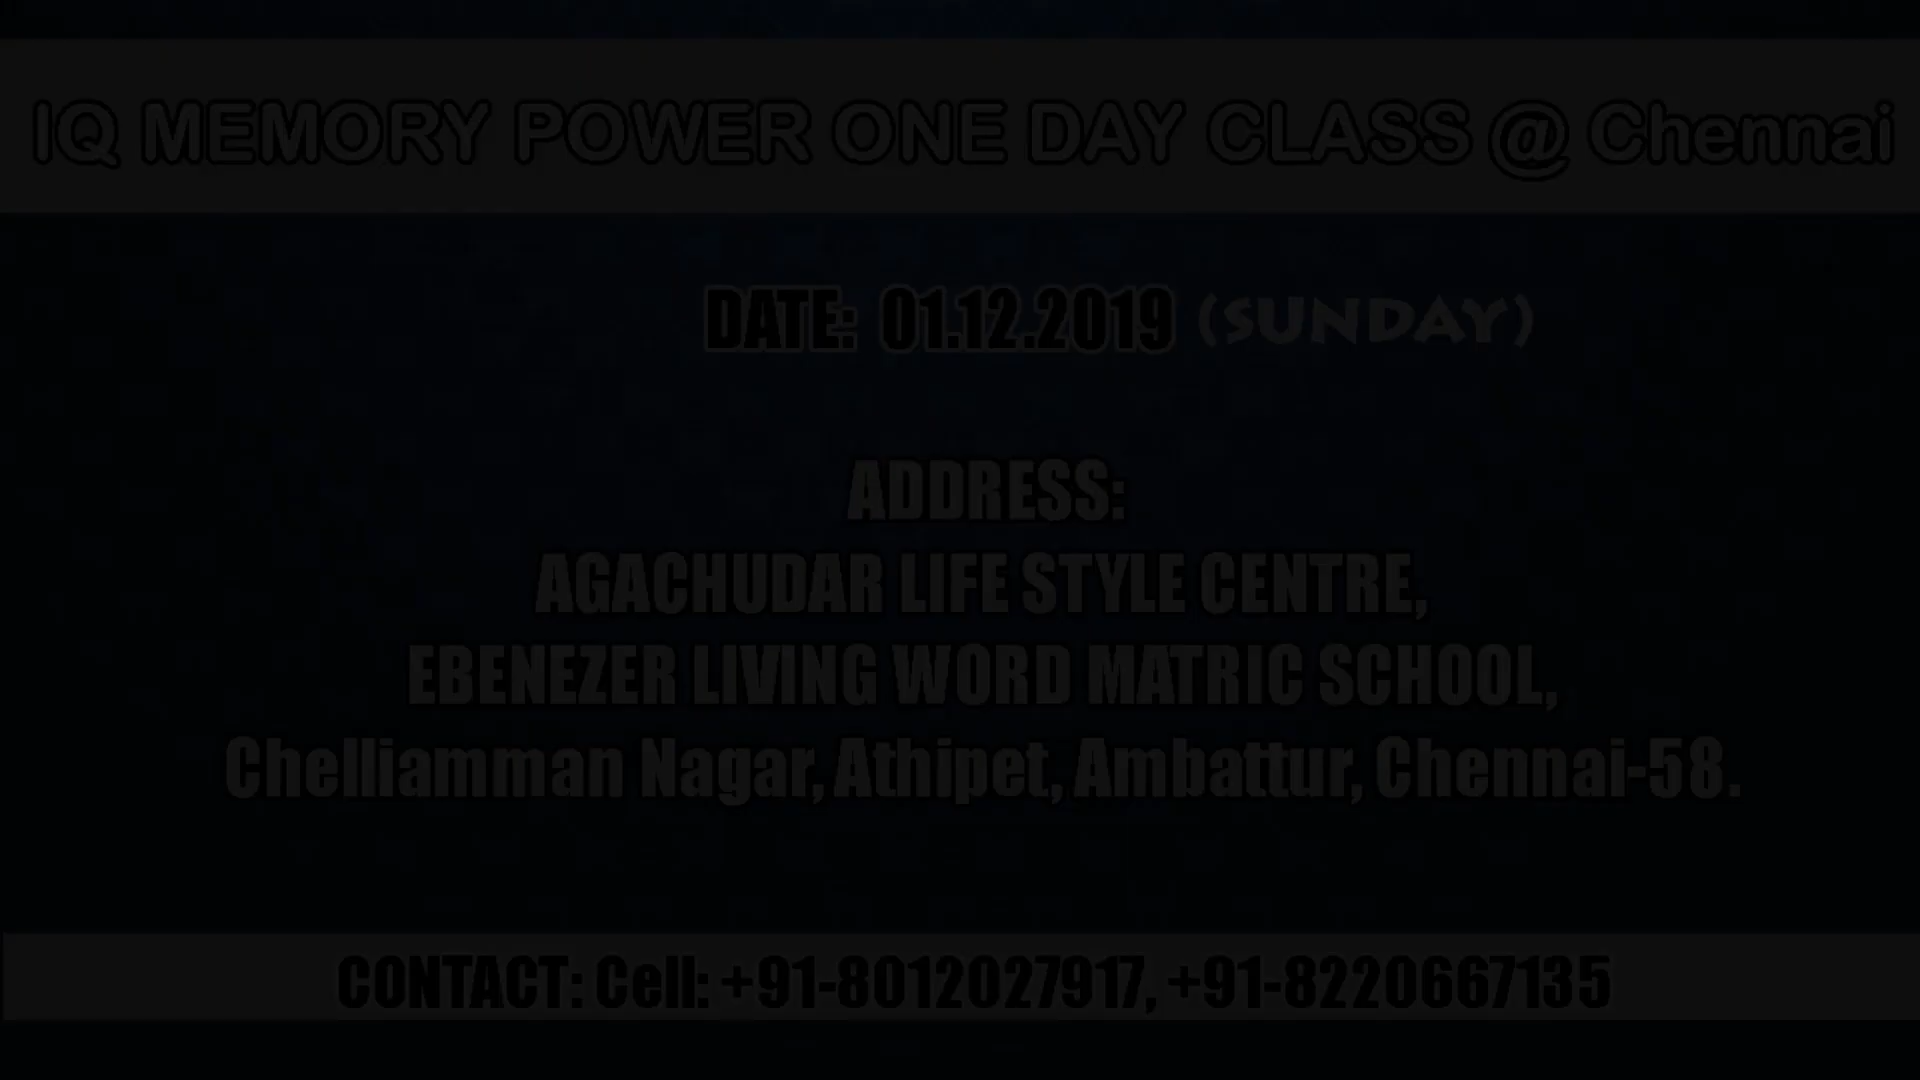 IQ MEMORY POWER ONE DAY CLASS @ Chennai
DATE: 01.12.2019 (SUNDAY)
ADDRESS:
AGACHUDAR LIFE STYLE CENTRE,
EBENEZER LIVING WORD MATRIC SCHOOL,
Chelliamman Nagar, Athipet, Ambattur, Chennai-58.
CONTACT: Cell: +91-8012027917, +91-8220667135